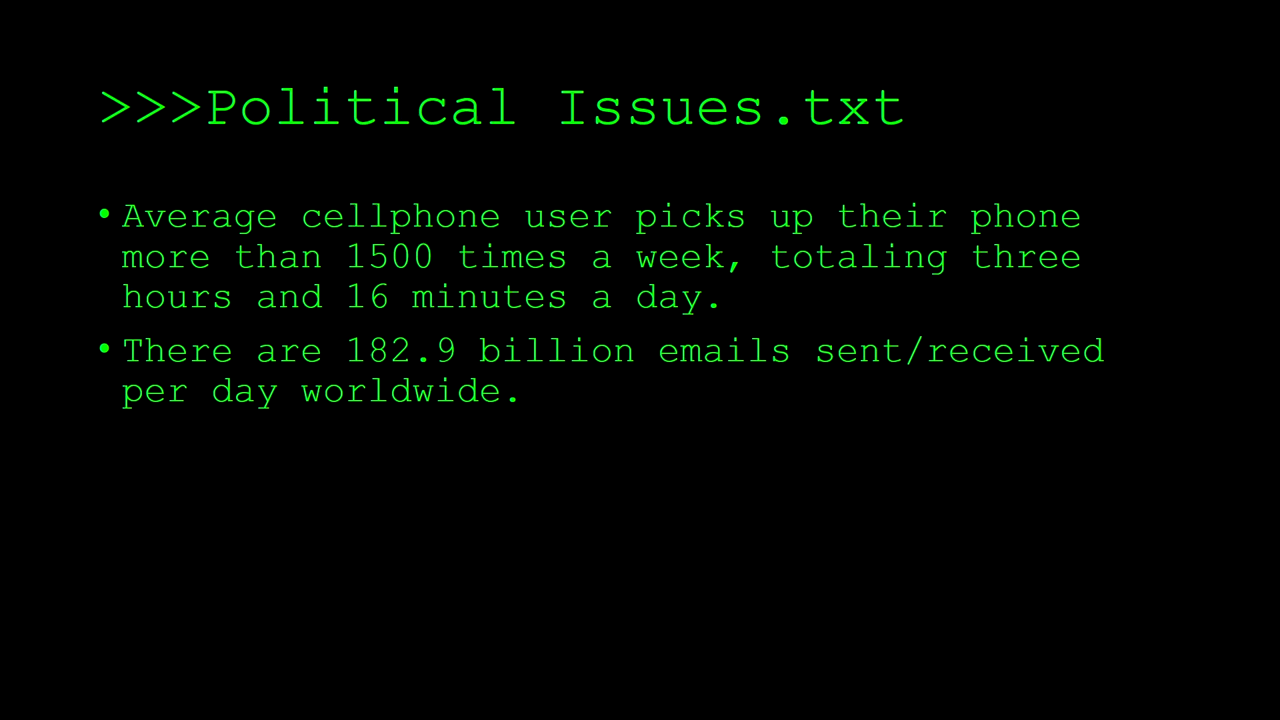 >>>Political Issues.txt
• Average cellphone user picks up their phone
more than 1500 times a week, totaling three
hours and 16 minutes a day.
• There are 182.9 billion emails sent/received
per day worldwide.